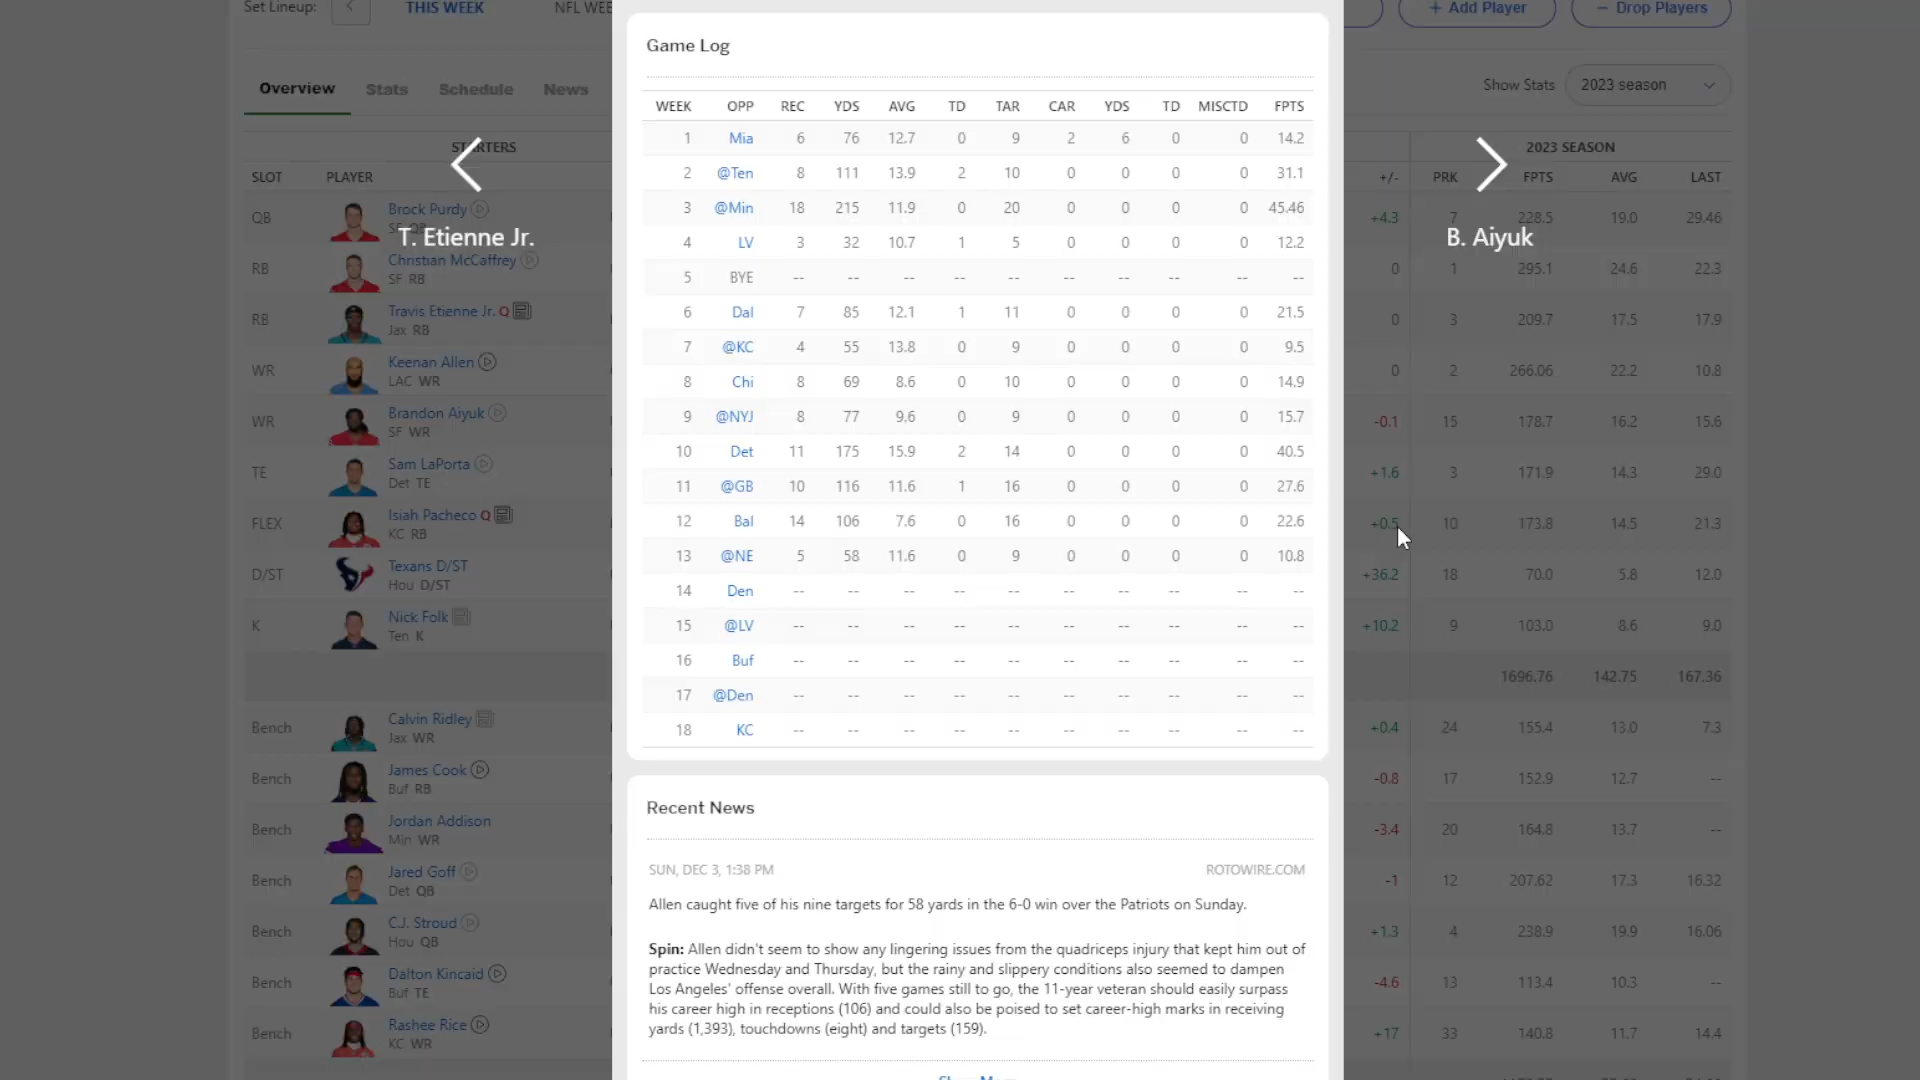 Set Lineup: THIS WEEK NFL WEE
+ Add Player − Drop Players
Overview Stats Schedule News
Show Stats 2023 season
STARTERS
SLOT PLAYER
QB Brock Purdy
SF QB
T. Etienne Jr.
RB Christian McCaffrey
SF RB
RB Travis Etienne Jr. Q
Jax RB
WR Keenan Allen
LAC WR
WR Brandon Aiyuk
SF WR
TE Sam LaPorta
Det TE
FLEX Isiah Pacheco Q
KC RB
D/ST Texans D/ST
Hou D/ST
K Nick Folk
Ten K
Bench Calvin Ridley
Jax WR
Bench James Cook
Buf RB
Bench Jordan Addison
Min WR
Bench Jared Goff
Det QB
Bench C.J. Stroud
Hou QB
Bench Dalton Kincaid
Buf TE
Bench Rashee Rice
KC WR
Game Log
WEEK OPP REC YDS AVG TD TAR CAR YDS TD MISCTD FPTS
1 Mia 6 76 12.7 0 9 2 6 0 0 14.2
2 @Ten 8 111 13.9 2 10 0 0 0 0 31.1
3 @Min 18 215 11.9 0 20 0 0 0 0 45.46
4 LV 3 32 10.7 1 5 0 0 0 0 12.2
5 BYE -- -- -- -- -- -- -- -- -- --
6 Dal 7 85 12.1 1 11 0 0 0 0 21.5
7 @KC 4 55 13.8 0 9 0 0 0 0 9.5
8 Chi 8 69 8.6 0 10 0 0 0 0 14.9
9 @NYJ 8 77 9.6 0 9 0 0 0 0 15.7
10 Det 11 175 15.9 2 14 0 0 0 0 40.5
11 @GB 10 116 11.6 1 16 0 0 0 0 27.6
12 Bal 14 106 7.6 0 16 0 0 0 0 22.6
13 @NE 5 58 11.6 0 9 0 0 0 0 10.8
14 Den -- -- -- -- -- -- -- -- -- --
15 @LV -- -- -- -- -- -- -- -- -- --
16 Buf -- -- -- -- -- -- -- -- -- --
17 @Den -- -- -- -- -- -- -- -- -- --
18 KC -- -- -- -- -- -- -- -- -- --
Recent News
SUN, DEC 3, 1:38 PM ROTOWIRE.COM
Allen caught five of his nine targets for 58 yards in the 6-0 win over the Patriots on Sunday.
Spin: Allen didn't seem to show any lingering issues from the quadriceps injury that kept him out of
practice Wednesday and Thursday, but the rainy and slippery conditions also seemed to dampen
Los Angeles' offense overall. With five games still to go, the 11-year veteran should easily surpass
his career high in receptions (106) and could also be poised to set career-high marks in receiving
yards (1,393), touchdowns (eight) and targets (159).
2023 SEASON
+/- PRK FPTS AVG LAST
+4.3 7 228.5 19.0 29.46
B. Aiyuk
0 1 295.1 24.6 22.3
0 3 209.7 17.5 17.9
0 2 266.06 22.2 10.8
-0.1 15 178.7 16.2 15.6
+1.6 3 171.9 14.3 29.0
+0.5 10 173.8 14.5 21.3
+36.2 18 70.0 5.8 12.0
+10.2 9 103.0 8.6 9.0
1696.76 142.75 167.36
+0.4 24 155.4 13.0 7.3
-0.8 17 152.9 12.7 --
-3.4 20 164.8 13.7 --
-1 12 207.62 17.3 16.32
+1.3 4 238.9 19.9 16.06
-4.6 13 113.4 10.3 --
+17 33 140.8 11.7 14.4